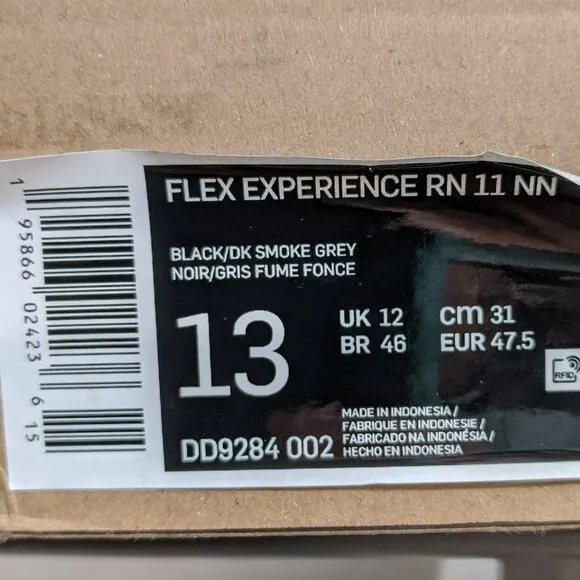 FLEX EXPERIENCE RN 11 NN
BLACK/DK SMOKE GREY
NOIR/GRIS FUME FONCE
13
UK 12
BR 46
CM 31
EUR 47.5
RFID
DD9284 002
MADE IN INDONESIA/
FABRIQUE EN INDONESIE/
FABRICADO NA INDONÉSIA/
HECHO EN INDONESIA
1 95866 02423 6 15